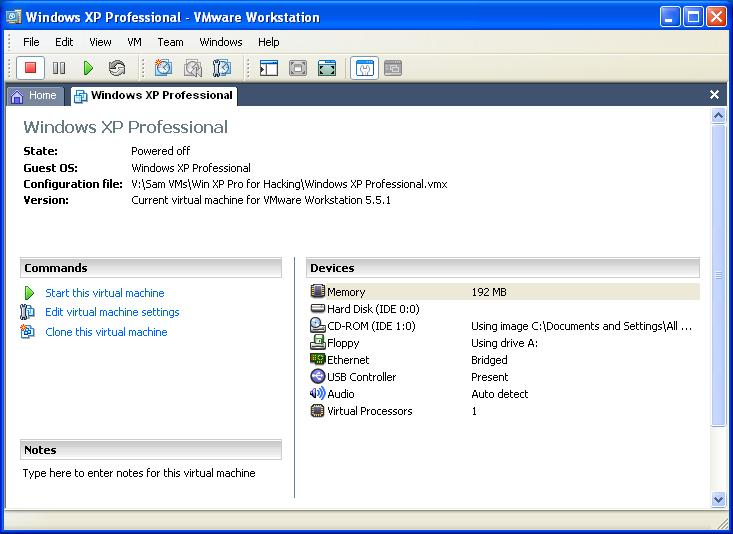 Windows XP Professional - VMware Workstation
File Edit View VM Team Windows Help
Home Windows XP Professional
Windows XP Professional
State: Powered off
Guest OS: Windows XP Professional
Configuration file: V:\Sam VMs\Win XP Pro for Hacking\Windows XP Professional.vmx
Version: Current virtual machine for VMware Workstation 5.5.1
Commands
Start this virtual machine
Edit virtual machine settings
Clone this virtual machine
Notes
Type here to enter notes for this virtual machine
Devices
Memory 192 MB
Hard Disk (IDE 0:0)
CD-ROM (IDE 1:0) Using image C:\Documents and Settings\All ...
Floppy Using drive A:
Ethernet Bridged
USB Controller Present
Audio Auto detect
Virtual Processors 1